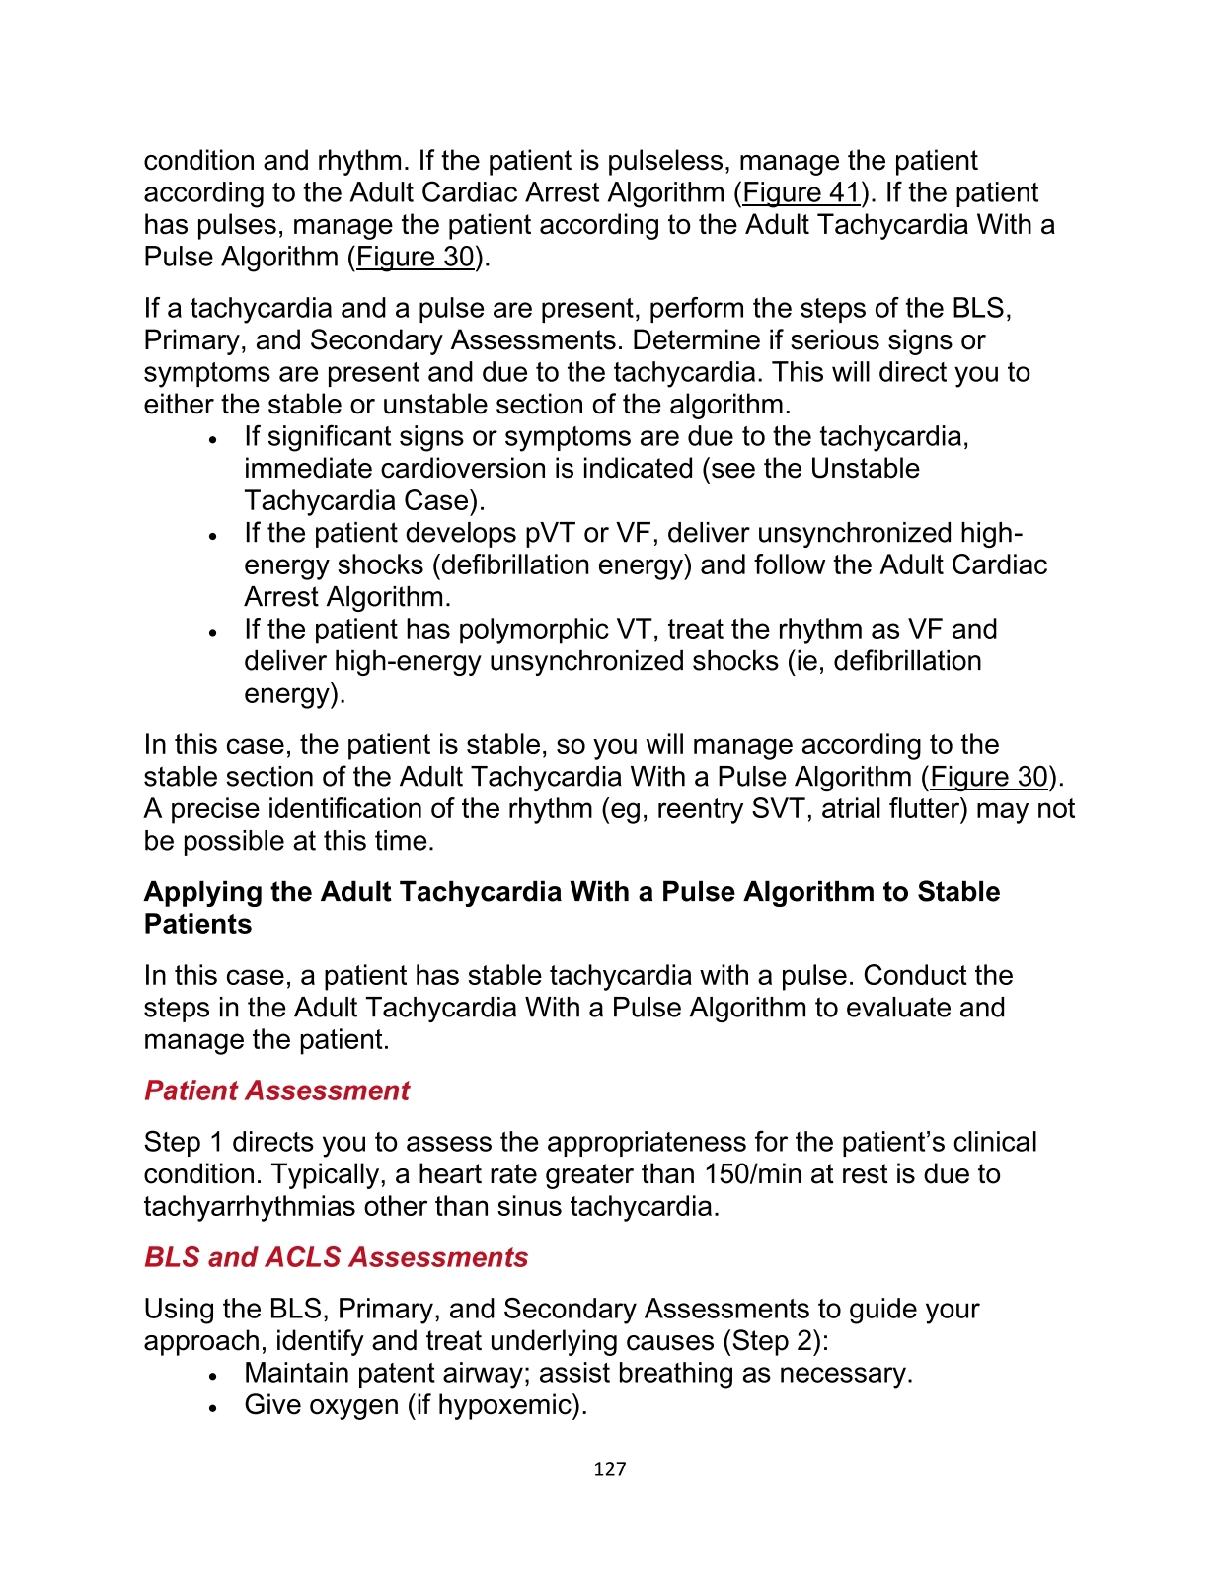 condition and rhythm. If the patient is pulseless, manage the patient
according to the Adult Cardiac Arrest Algorithm (Figure 41). If the patient
has pulses, manage the patient according to the Adult Tachycardia With a
Pulse Algorithm (Figure 30).
If a tachycardia and a pulse are present, perform the steps of the BLS,
Primary, and Secondary Assessments. Determine if serious signs or
symptoms are present and due to the tachycardia. This will direct you to
either the stable or unstable section of the algorithm.
• If significant signs or symptoms are due to the tachycardia,
immediate cardioversion is indicated (see the Unstable
Tachycardia Case).
• If the patient develops pVT or VF, deliver unsynchronized high-
energy shocks (defibrillation energy) and follow the Adult Cardiac
Arrest Algorithm.
• If the patient has polymorphic VT, treat the rhythm as VF and
deliver high-energy unsynchronized shocks (ie, defibrillation
energy).
In this case, the patient is stable, so you will manage according to the
stable section of the Adult Tachycardia With a Pulse Algorithm (Figure 30).
A precise identification of the rhythm (eg, reentry SVT, atrial flutter) may not
be possible at this time.
Applying the Adult Tachycardia With a Pulse Algorithm to Stable
Patients
In this case, a patient has stable tachycardia with a pulse. Conduct the
steps in the Adult Tachycardia With a Pulse Algorithm to evaluate and
manage the patient.
Patient Assessment
Step 1 directs you to assess the appropriateness for the patient’s clinical
condition. Typically, a heart rate greater than 150/min at rest is due to
tachyarrhythmias other than sinus tachycardia.
BLS and ACLS Assessments
Using the BLS, Primary, and Secondary Assessments to guide your
approach, identify and treat underlying causes (Step 2):
• Maintain patent airway; assist breathing as necessary.
• Give oxygen (if hypoxemic).
127